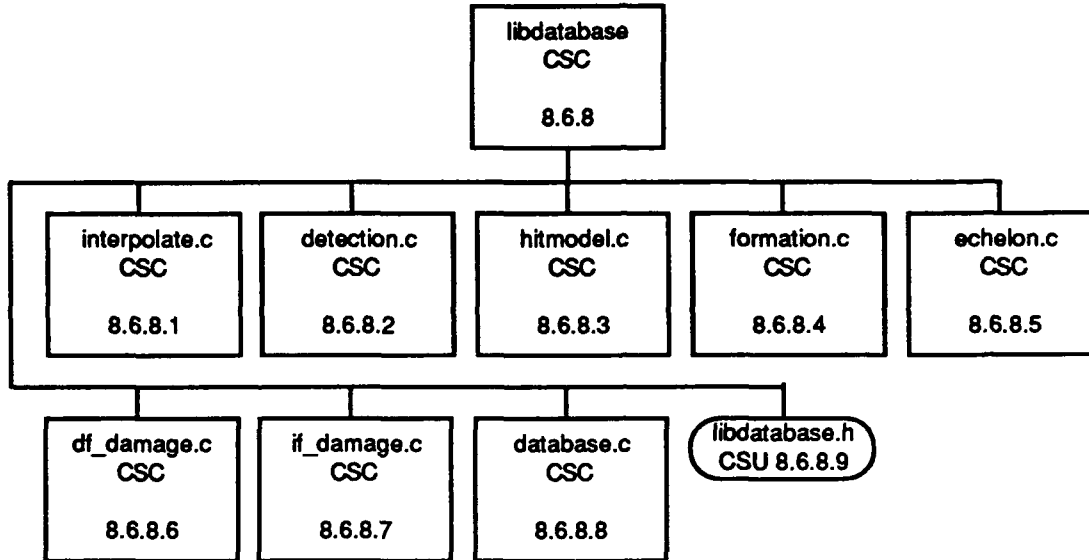 libdatabase
CSC
8.6.8
interpolate.c
CSC
8.6.8.1
detection.c
CSC
8.6.8.2
hitmodel.c
CSC
8.6.8.3
formation.c
CSC
8.6.8.4
echelon.c
CSC
8.6.8.5
df_damage.c
CSC
8.6.8.6
if_damage.c
CSC
8.6.8.7
database.c
CSC
8.6.8.8
libdatabase.h
CSU 8.6.8.9